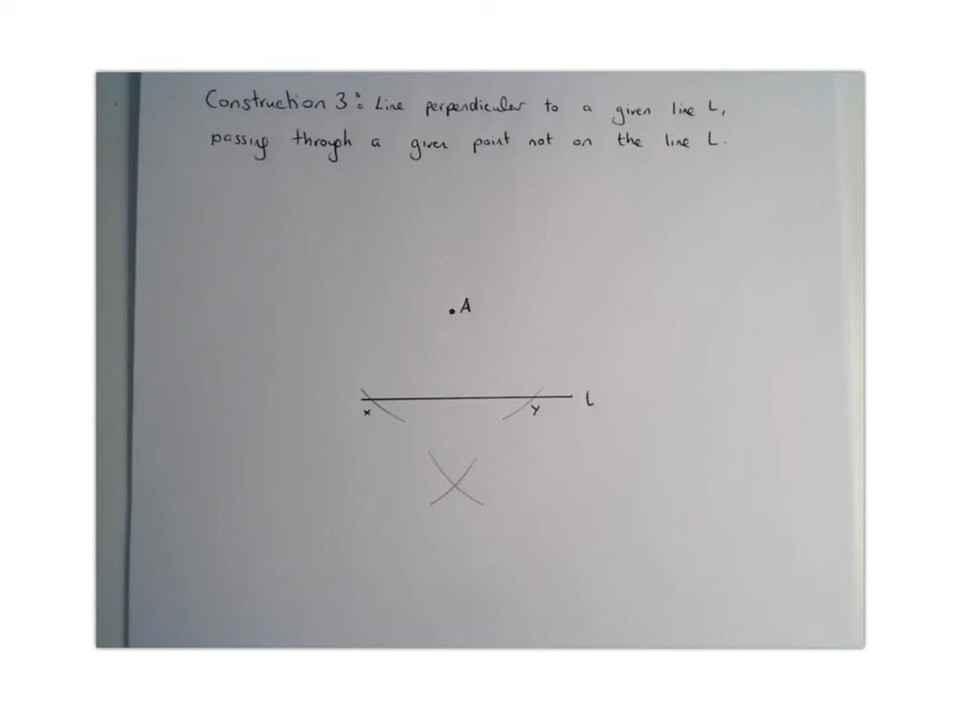 Construction 3: Line perpendicular to a given line L,
passing through a given point not on the line L.
A
L
x
y